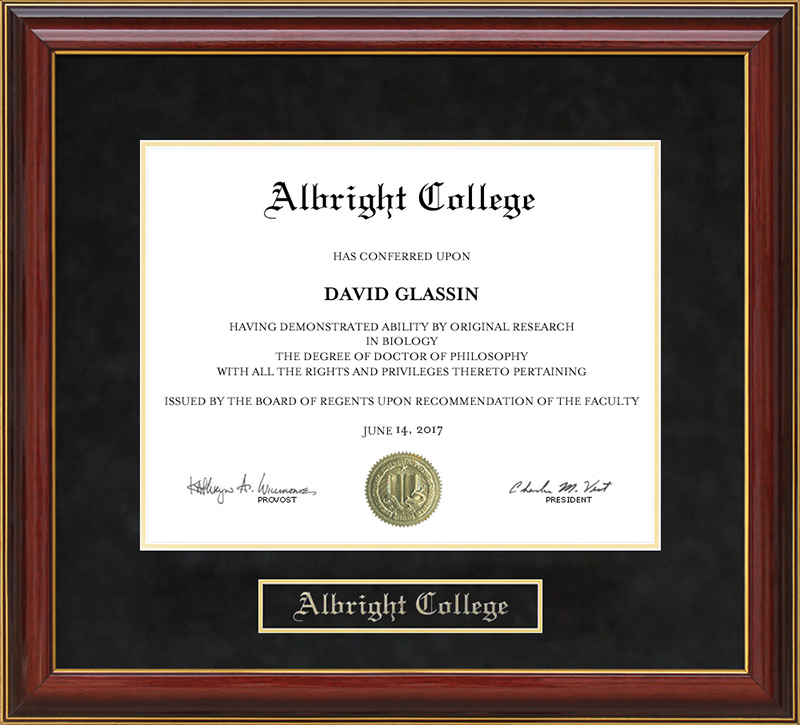 Albright College
HAS CONFERRED UPON
DAVID GLASSIN
HAVING DEMONSTRATED ABILITY BY ORIGINAL RESEARCH
IN BIOLOGY
THE DEGREE OF DOCTOR OF PHILOSOPHY
WITH ALL THE RIGHTS AND PRIVILEGES THERETO PERTAINING
ISSUED BY THE BOARD OF REGENTS UPON RECOMMENDATION OF THE FACULTY
JUNE 14, 2017
PROVOST
Charles M. Vest
PRESIDENT
Albright College